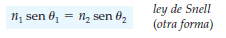 n₁ sen θ₁ = n₂ sen θ₂ ley de Snell
(otra forma)